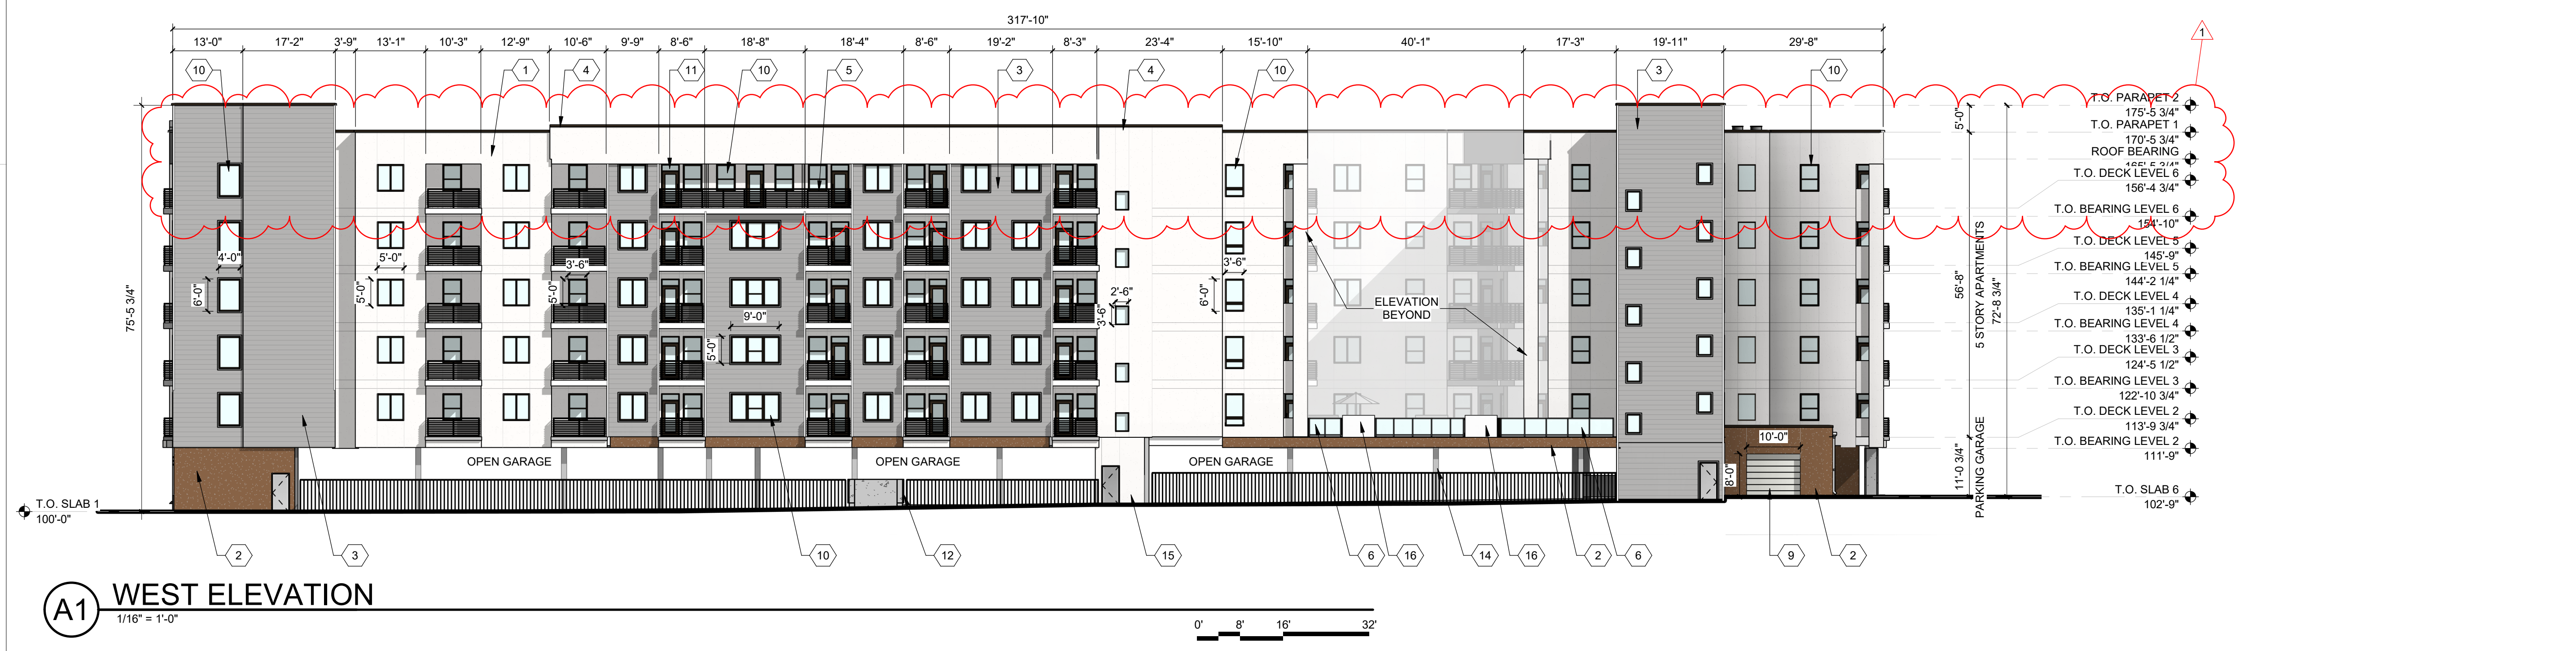 317'-10"
13'-0" 17'-2" 3'-9" 13'-1" 10'-3" 12'-9" 10'-6" 9'-9" 8'-6" 18'-8" 18'-4" 8'-6" 19'-2" 8'-3" 23'-4" 15'-10" 40'-1" 17'-3" 19'-11" 29'-8"
1
10 1 4 11 10 5 3 4 10 3 10
T.O. PARAPET 2
175'-5 3/4"
T.O. PARAPET 1
170'-5 3/4"
ROOF BEARING
165'-5 3/4"
T.O. DECK LEVEL 6
156'-4 3/4"
T.O. BEARING LEVEL 6
154'-10"
T.O. DECK LEVEL 5
145'-9"
T.O. BEARING LEVEL 5
144'-2 1/4"
T.O. DECK LEVEL 4
135'-1 1/4"
T.O. BEARING LEVEL 4
133'-6 1/2"
T.O. DECK LEVEL 3
124'-5 1/2"
T.O. BEARING LEVEL 3
122'-10 3/4"
T.O. DECK LEVEL 2
113'-9 3/4"
T.O. BEARING LEVEL 2
111'-9"
T.O. SLAB 6
102'-9"
5'-0"
56'-8"
5 STORY APARTMENTS
72'-8 3/4"
11'-0 3/4"
PARKING GARAGE
75'-5 3/4"
4'-0"
6'-0"
5'-0"
5'-0"
3'-6"
5'-0"
9'-0"
5'-0"
2'-6"
3'-6"
3'-6"
6'-0"
ELEVATION
BEYOND
10'-0"
8'-0"
OPEN GARAGE OPEN GARAGE OPEN GARAGE
T.O. SLAB 1
100'-0"
2 3 10 12 15 6 16 14 16 2 6 9 2
A1 WEST ELEVATION
1/16" = 1'-0"
0' 8' 16' 32'